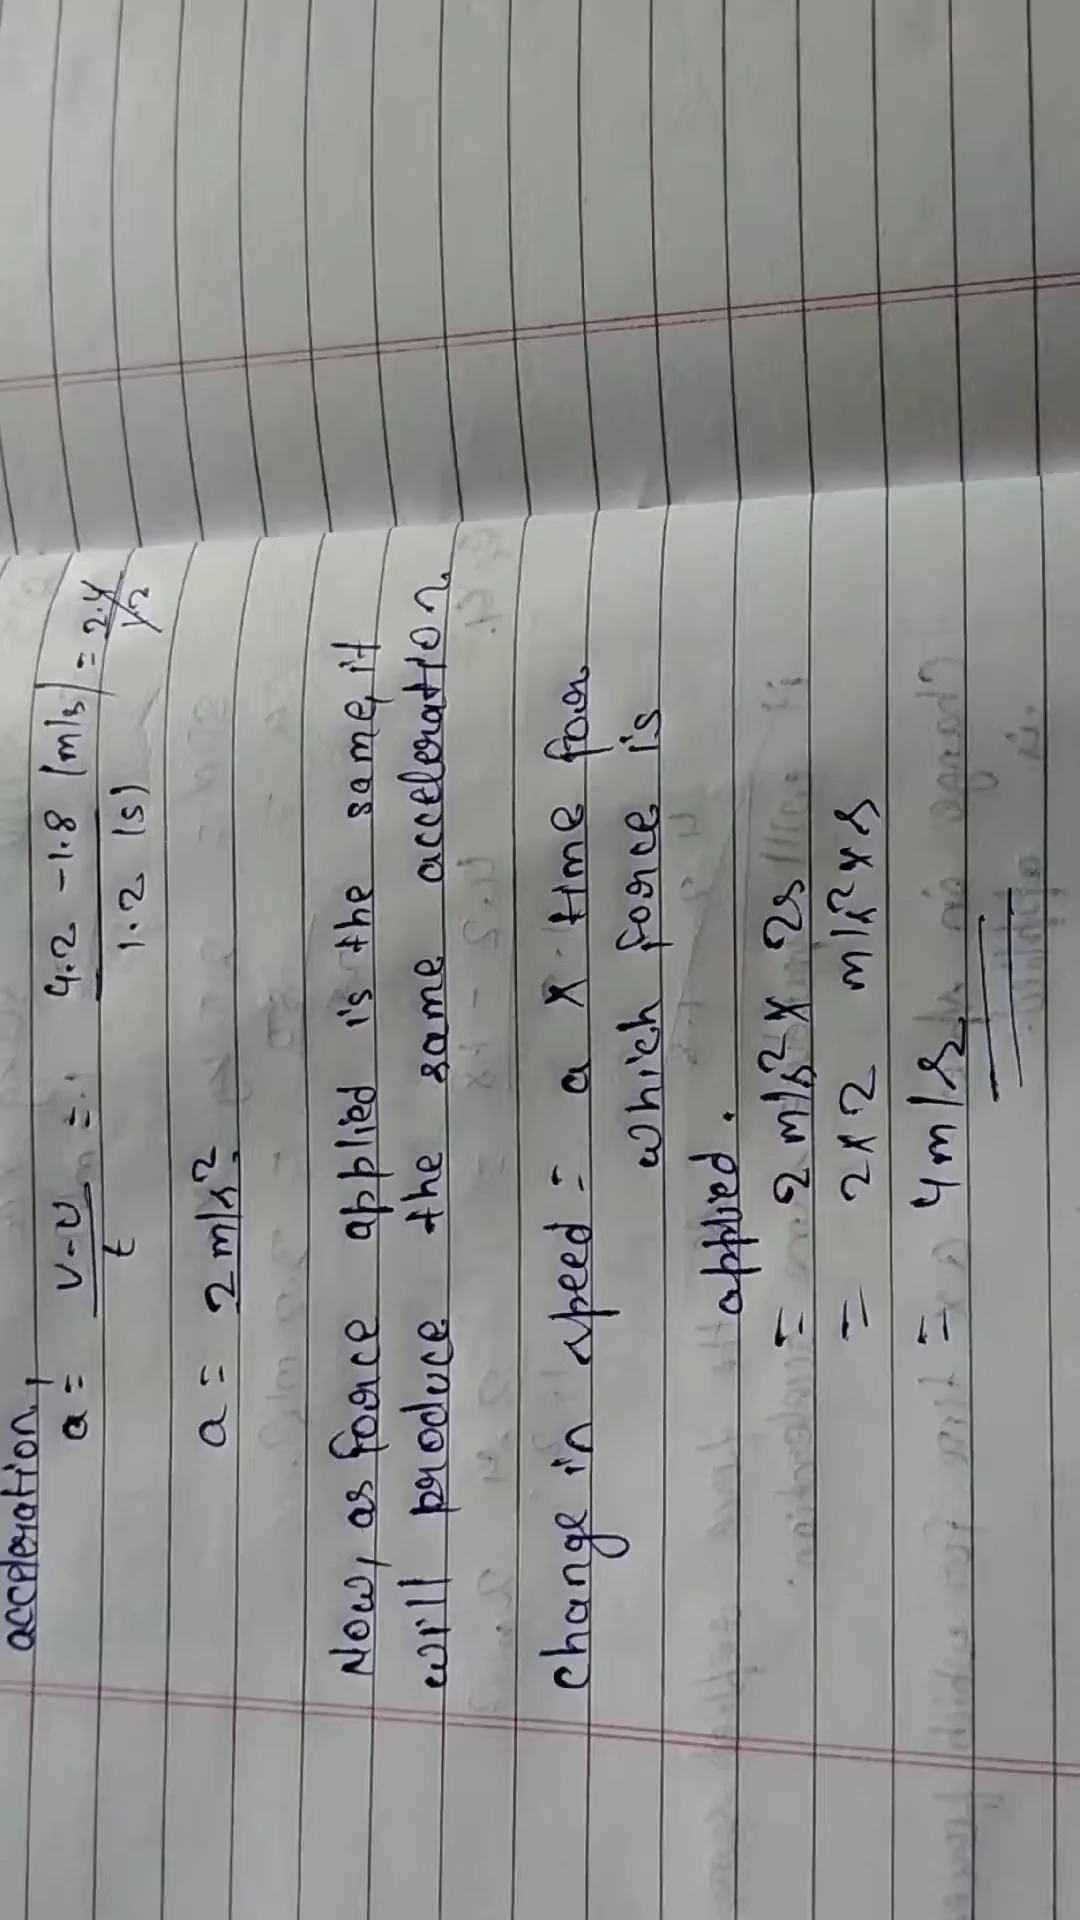 acceleration,
a = v-u/t = 4.2 - 1.8 (m/s)/1.2 (s) = 2.4/1.2
a = 2 m/s²
Now, as force applied is the same, it
will produce the same acceleration.
Change in speed = a × time for
which force is
applied.
= 2 m/s² × 2s
= 2 × 2 m/s² × s
= 4 m/s